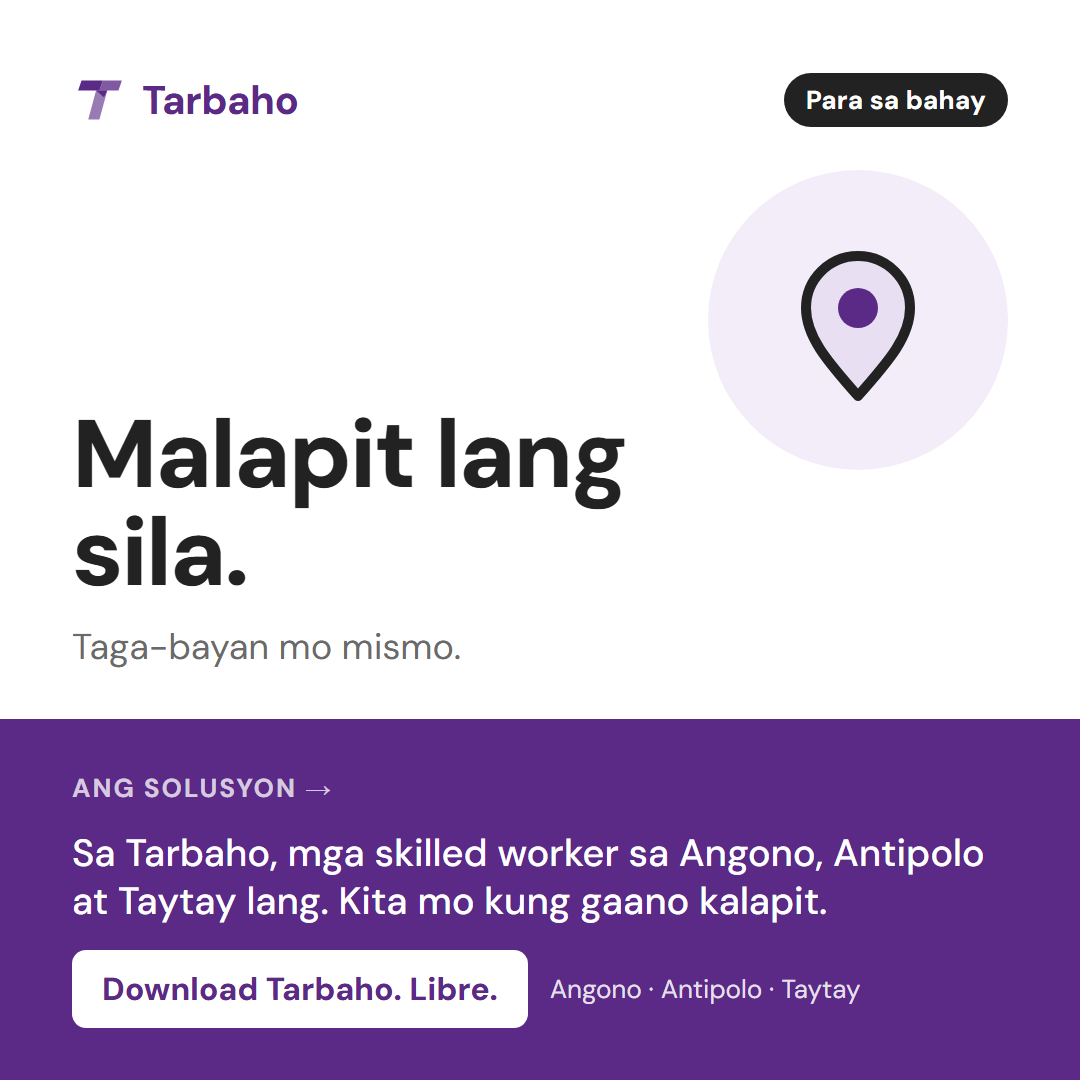 Tarbaho
Para sa bahay
Malapit lang
sila.
Taga-bayan mo mismo.
ANG SOLUSYON →
Sa Tarbaho, mga skilled worker sa Angono, Antipolo
at Taytay lang. Kita mo kung gaano kalapit.
Download Tarbaho. Libre.
Angono · Antipolo · Taytay